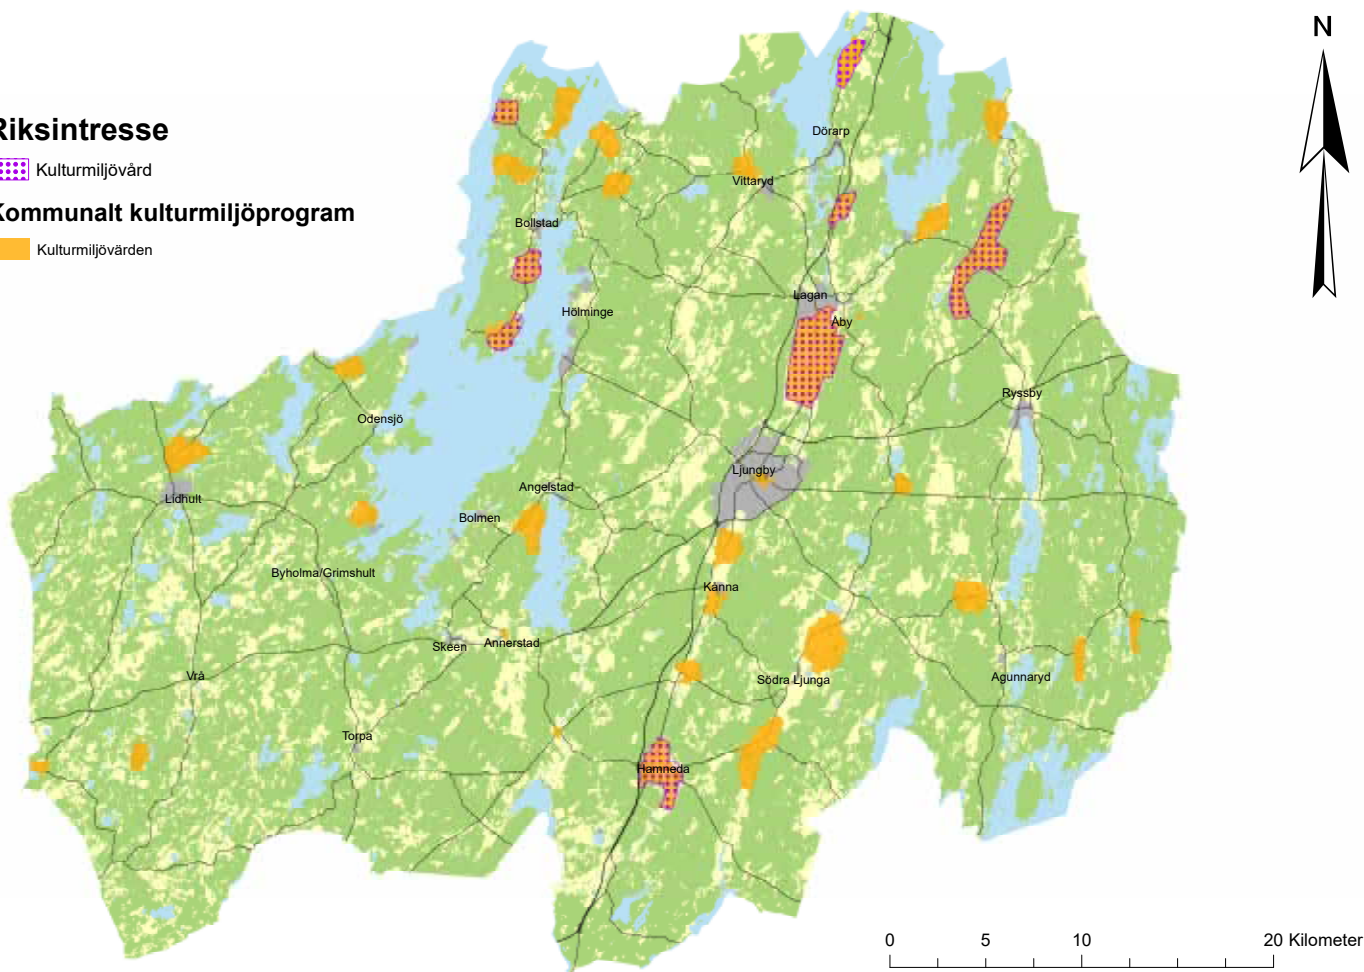 N
Riksintresse
Kulturmiljövård
Kommunalt kulturmiljöprogram
Kulturmiljövärden
Dörarp
Vittaryd
Bollstad
Lagan
Hölminge
Åby
Ryssby
Odensjö
Ljungby
Angelstad
Lidhult
Bolmen
Byholma/Grimshult
Kånna
Skeen
Annerstad
Vrå
Södra Ljunga
Agunnaryd
Torpa
Hamneda
0 5 10 20 Kilometer